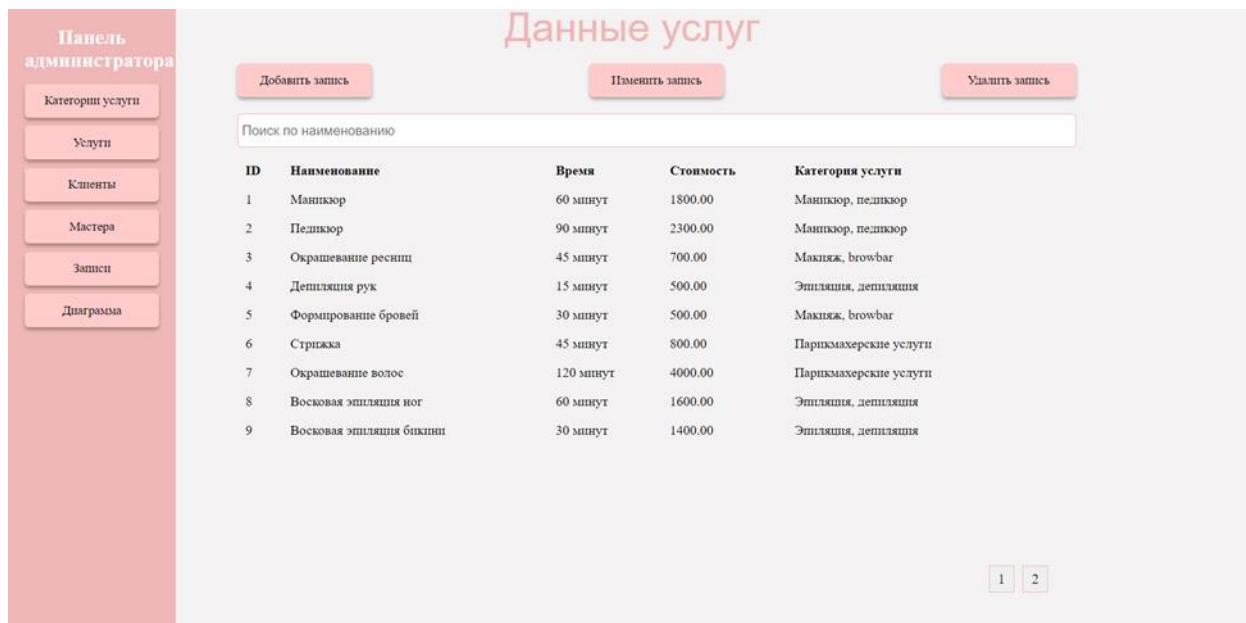 Панель
администратора
Категории услуги
Услуги
Клиенты
Мастера
Записи
Диаграмма
Данные услуг
Добавить запись Изменить запись Удалить запись
Поиск по наименованию
ID Наименование Время Стоимость Категория услуги
1 Маникюр 60 минут 1800.00 Маникюр, педикюр
2 Педикюр 90 минут 2300.00 Маникюр, педикюр
3 Окрашевание ресниц 45 минут 700.00 Макияж, browbar
4 Депиляция рук 15 минут 500.00 Эпиляция, депиляция
5 Формирование бровей 30 минут 500.00 Макияж, browbar
6 Стрижка 45 минут 800.00 Парикмахерские услуги
7 Окрашевание волос 120 минут 4000.00 Парикмахерские услуги
8 Восковая эпиляция ног 60 минут 1600.00 Эпиляция, депиляция
9 Восковая эпиляция бикини 30 минут 1400.00 Эпиляция, депиляция
1 2